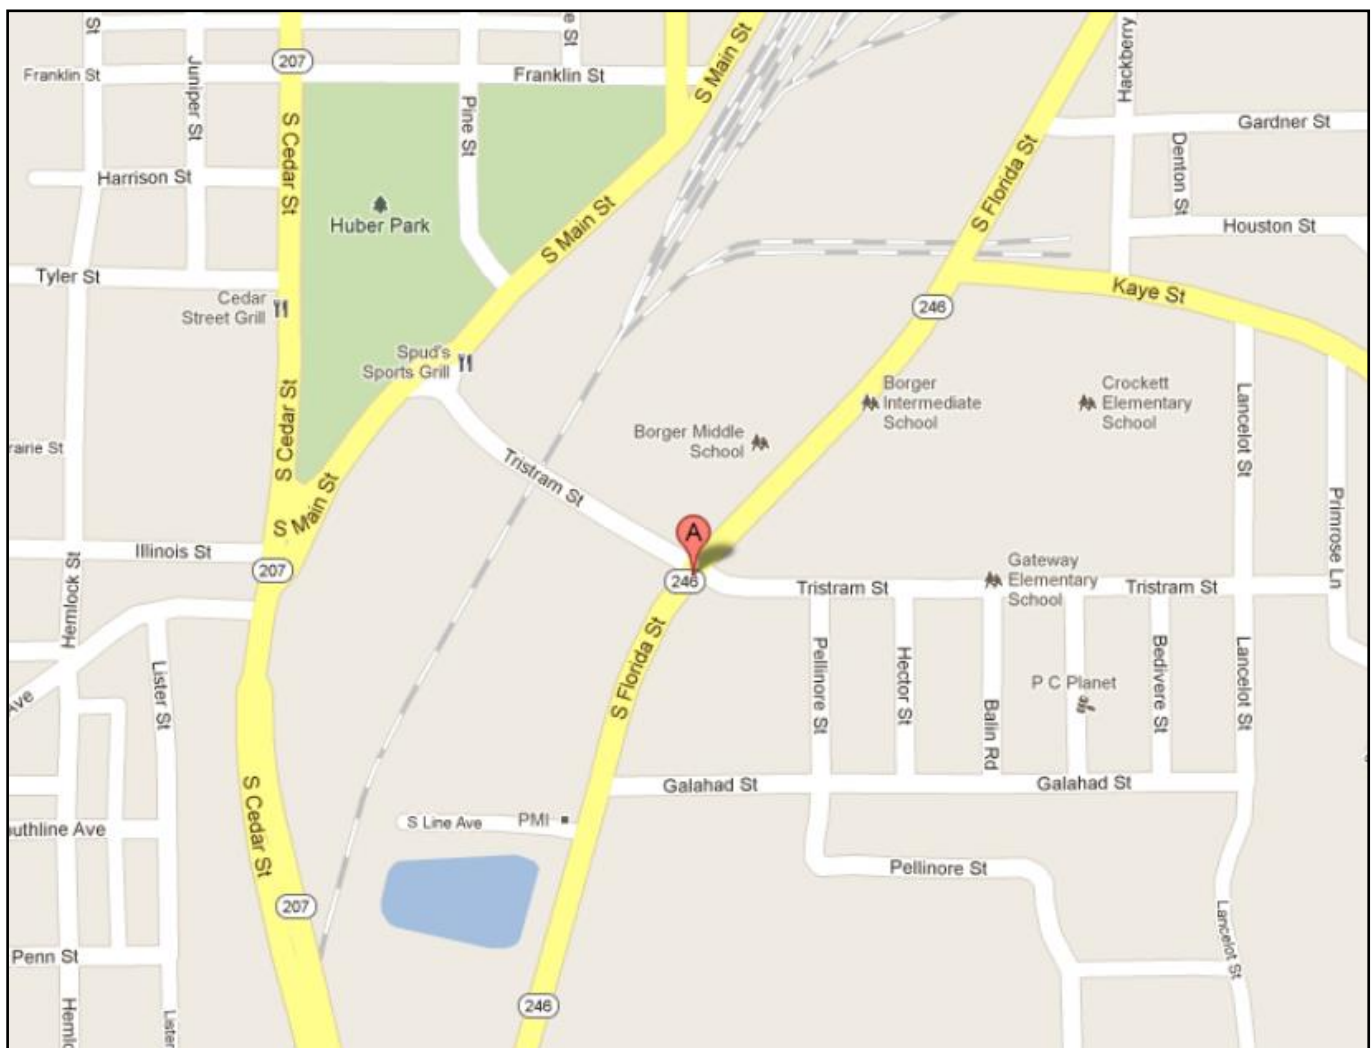 St
e St
207
Franklin St
Franklin St
Juniper St
Pine St
S Cedar St
S Main St
S Florida St
Hackberry
Gardner St
Denton St
Harrison St
Huber Park
S Main St
Houston St
Tyler St
Kaye St
Cedar
Street Grill
246
Spud's
Sports Grill
Borger
Intermediate
School
Crockett
Elementary
School
Lancelot St
S Cedar St
Borger Middle
School
rairie St
Tristram St
S Main St
Primrose Ln
A
Illinois St
207
246
Gateway
Elementary
School
Tristram St
Tristram St
Hemlock St
Lister St
S Florida St
Pellinore St
Hector St
Balin Rd
P C Planet
Bedivere St
Lancelot St
Ave
Galahad St
Galahad St
S Cedar St
S Line Ave
PMI
uthline Ave
Pellinore St
207
Lancelot St
Penn St
246
Hemlc
Lister